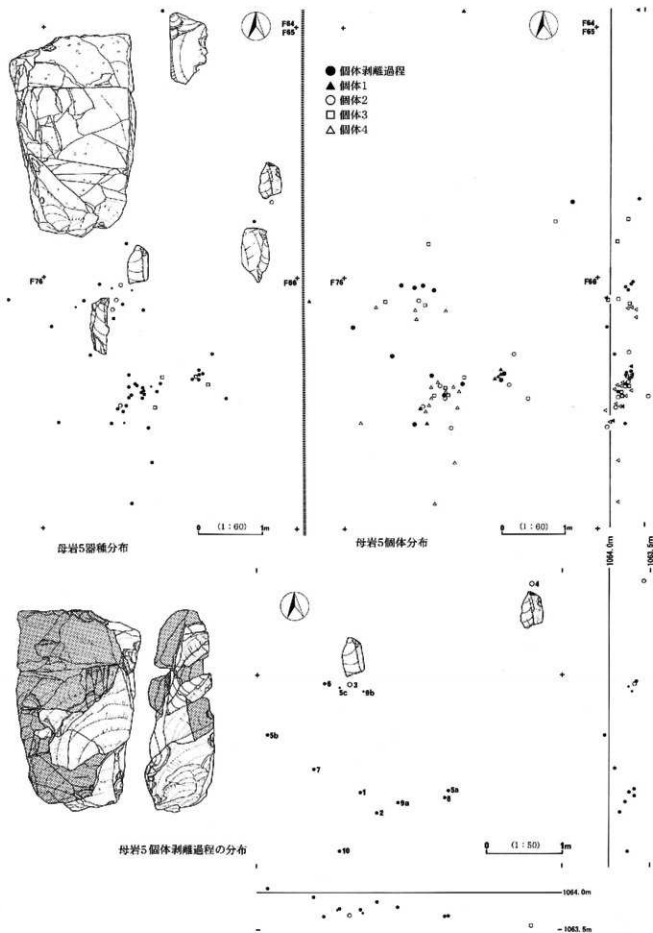 F64
F65
F64
F65
● 個体剥離過程
▲ 個体1
○ 個体2
□ 個体3
△ 個体4
F76
F66
F76
F66
0 (1:60) 1m
0 (1:60) 1m
母岩5器種分布
母岩5個体分布
1064.0m
1063.5m
4
6
5c
3
5b
7
1
5a
8
2
10
0 (1:50) 1m
母岩5個体剥離過程の分布
1064.0m
1063.5m